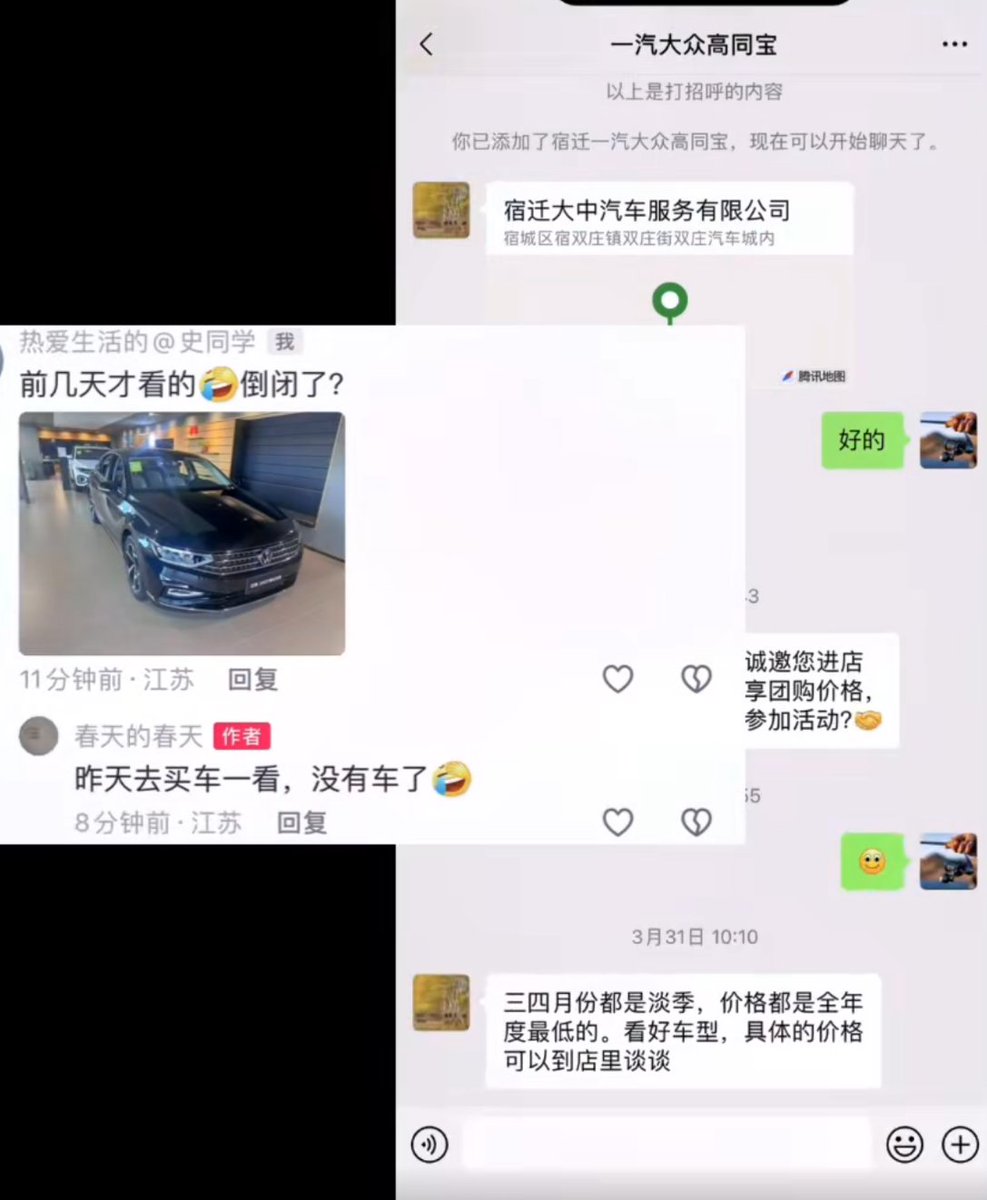 一汽大众高同宝
以上是打招呼的内容
你已添加了宿迁一汽大众高同宝，现在可以开始聊天了。
宿迁大中汽车服务有限公司
宿城区宿双庄镇双庄街双庄汽车城内
腾讯地图
好的
热爱生活的@史同学 我
前几天才看的🤣倒闭了?
11分钟前·江苏 回复
春天的春天 作者
昨天去买车一看，没有车了🤣
8分钟前·江苏 回复
诚邀您进店
享团购价格，
参加活动?🤝
🙂
3月31日 10:10
三四月份都是淡季，价格都是全年
度最低的。看好车型，具体的价格
可以到店里谈谈